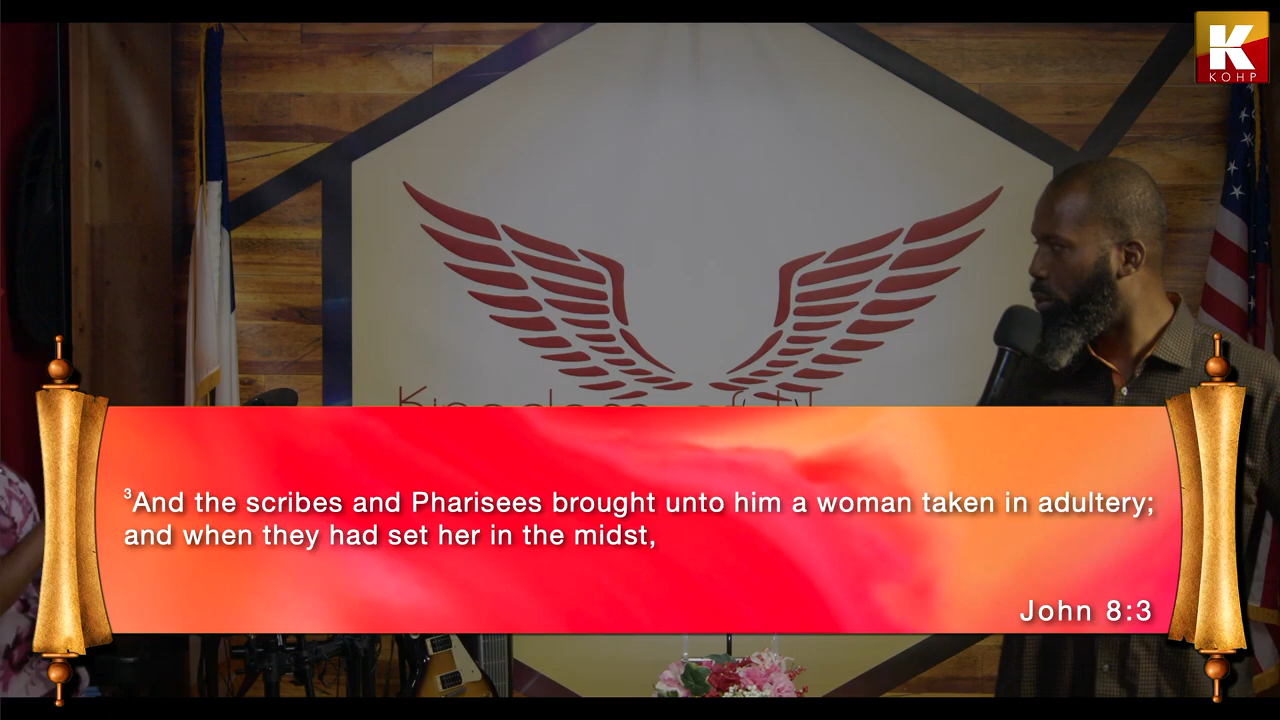 K
KOHP
³And the scribes and Pharisees brought unto him a woman taken in adultery;
and when they had set her in the midst,
John 8:3